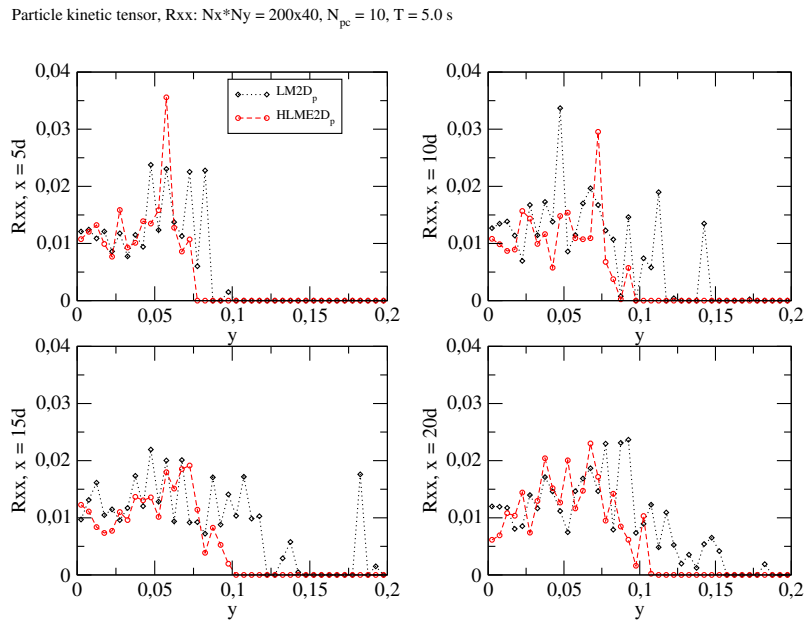 Particle kinetic tensor, Rxx: Nx*Ny = 200x40, N_pc = 10, T = 5.0 s
0,04
0,03
0,02
0,01
0
Rxx, x = 5d
0 0,05 0,1 0,15 0,2
y
LM2D_p
HLME2D_p
0,04
0,03
0,02
0,01
0
Rxx, x = 10d
0 0,05 0,1 0,15 0,2
y
0,04
0,03
0,02
0,01
0
Rxx, x = 15d
0 0,05 0,1 0,15 0,2
y
0,04
0,03
0,02
0,01
0
Rxx, x = 20d
0 0,05 0,1 0,15 0,2
y